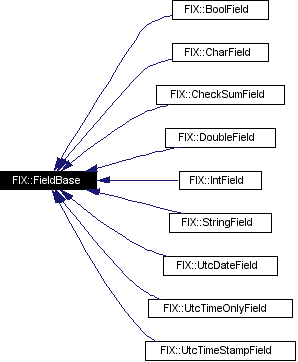 FIX::BoolField
FIX::CharField
FIX::CheckSumField
FIX::DoubleField
FIX::FieldBase
FIX::IntField
FIX::StringField
FIX::UtcDateField
FIX::UtcTimeOnlyField
FIX::UtcTimeStampField